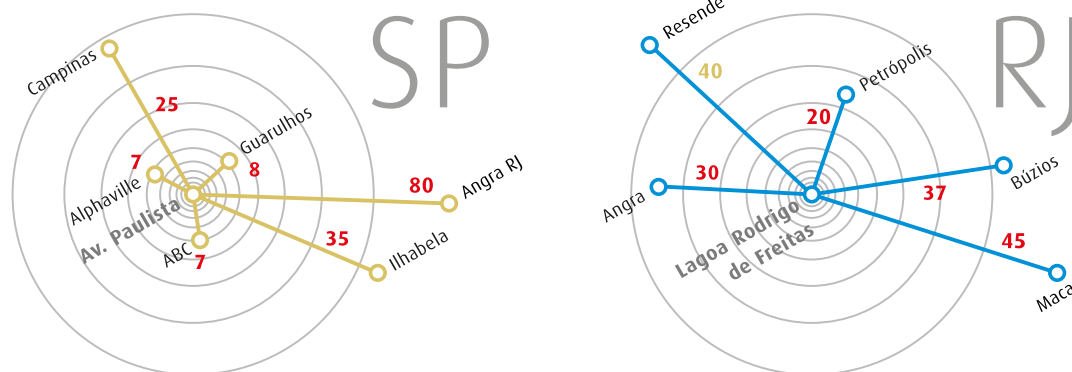 SP
Campinas
25
Guarulhos
7
8
Alphaville
Av. Paulista
80
Angra RJ
35
Ilhabela
ABC
7
RJ
Resende
40
Petrópolis
20
30
Angra
Búzios
37
Lagoa Rodrigo
de Freitas
45
Maca